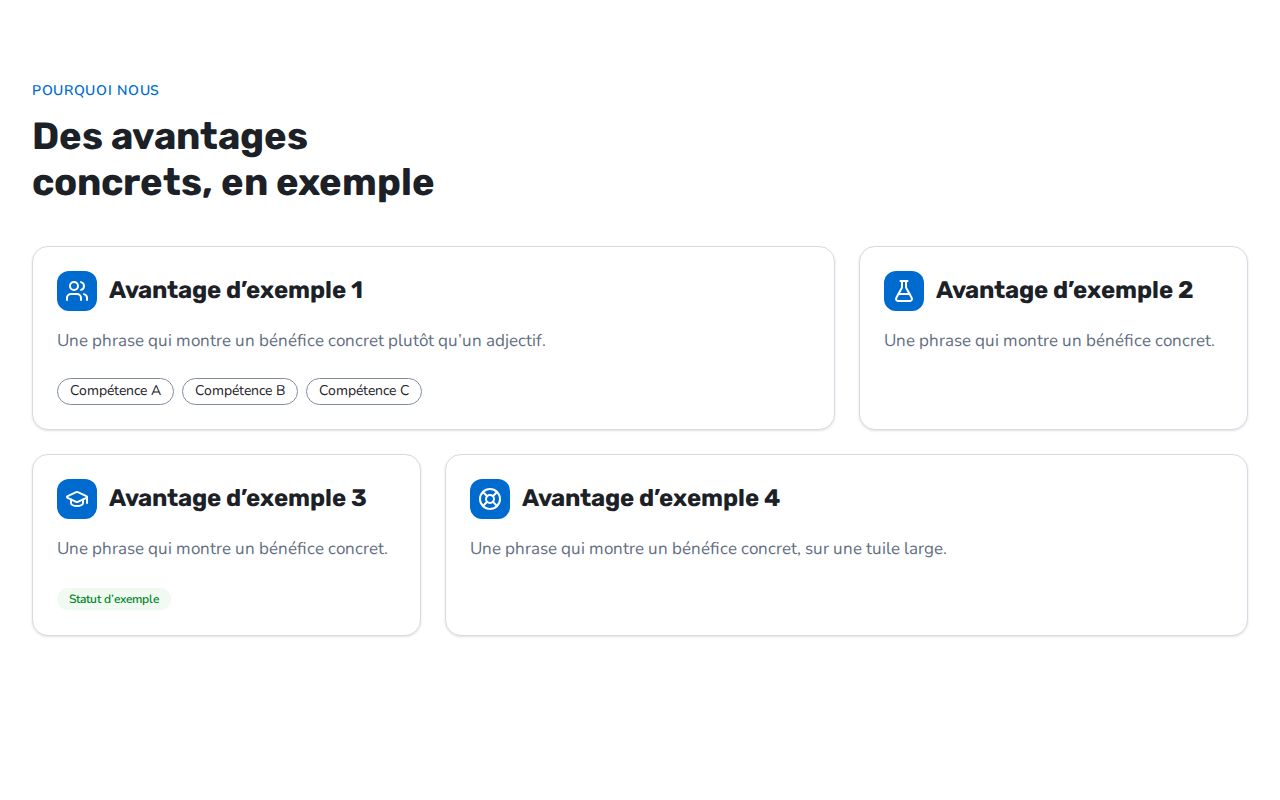 POURQUOI NOUS
Des avantages
concrets, en exemple
Avantage d’exemple 1
Une phrase qui montre un bénéfice concret plutôt qu’un adjectif.
Compétence A
Compétence B
Compétence C
Avantage d’exemple 2
Une phrase qui montre un bénéfice concret.
Avantage d’exemple 3
Une phrase qui montre un bénéfice concret.
Statut d’exemple
Avantage d’exemple 4
Une phrase qui montre un bénéfice concret, sur une tuile large.